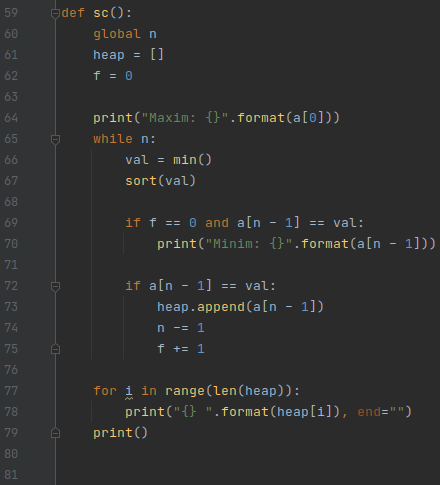 59 def sc():
60     global n
61     heap = []
62     f = 0
63
64     print("Maxim: {}".format(a[0]))
65     while n:
66         val = min()
67         sort(val)
68
69         if f == 0 and a[n - 1] == val:
70             print("Minim: {}".format(a[n - 1]))
71
72         if a[n - 1] == val:
73             heap.append(a[n - 1])
74             n -= 1
75             f += 1
76
77     for i in range(len(heap)):
78         print("{} ".format(heap[i]), end="")
79     print()
80
81